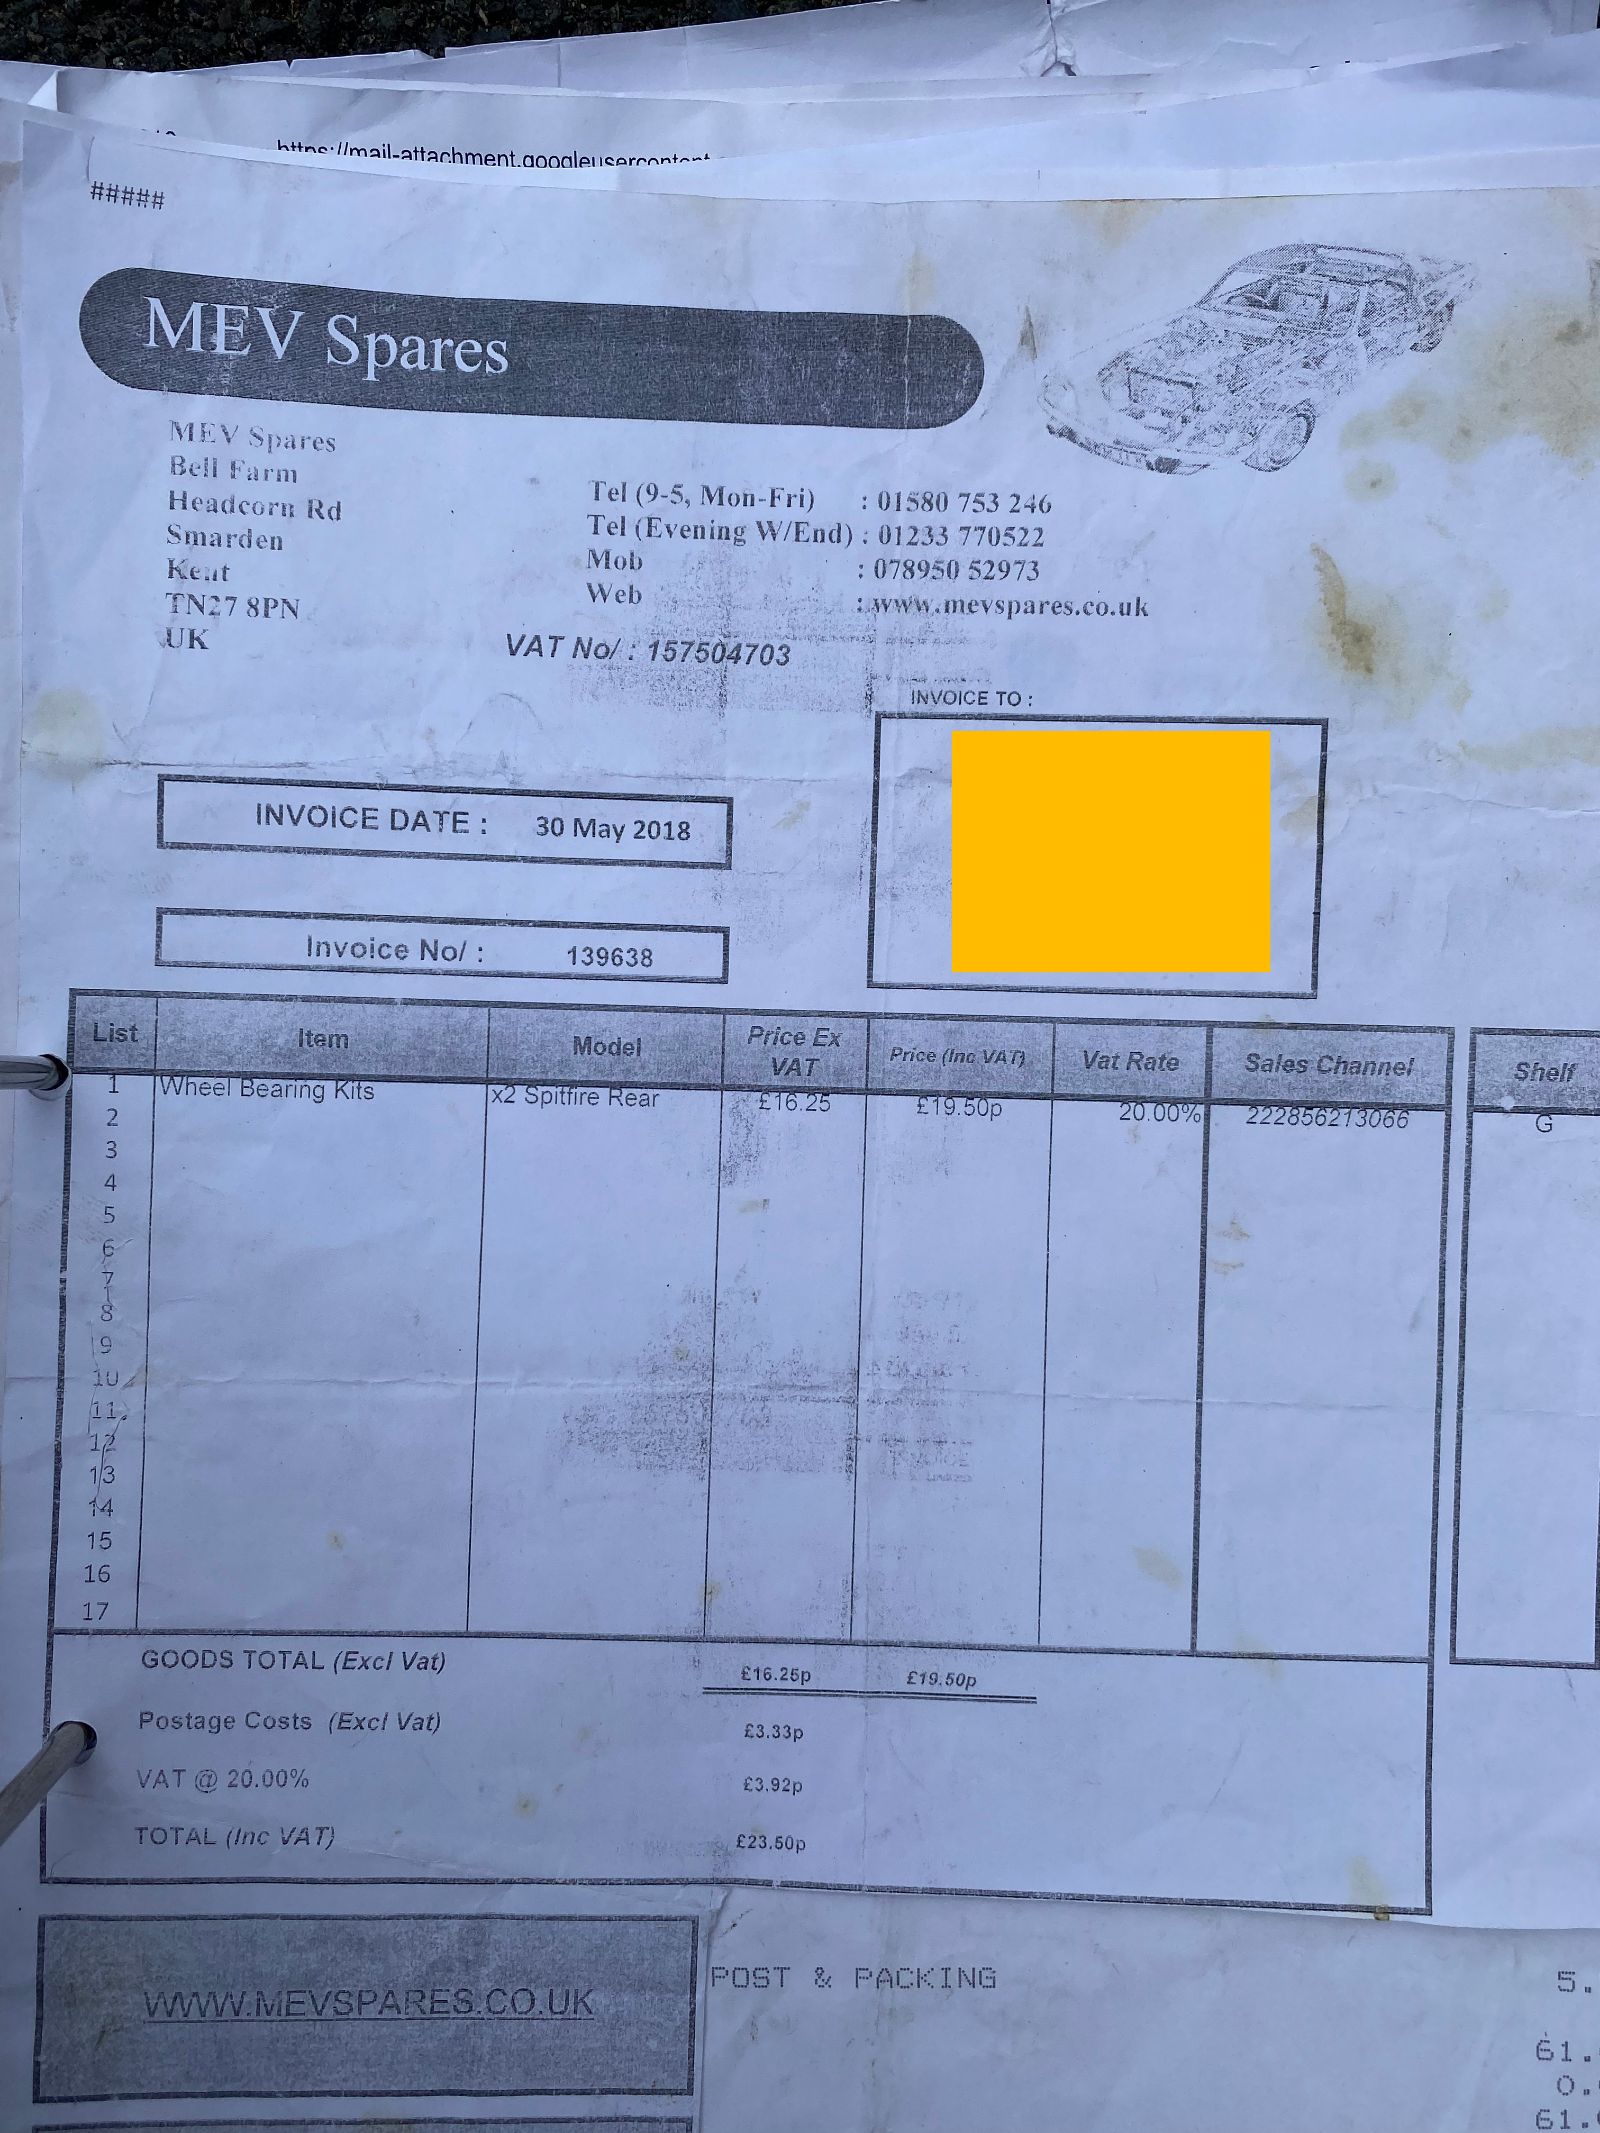 https://mail-attachment.googleusercontent
#####
MEV Spares
MEV Spares
Bell Farm
Headcorn Rd
Smarden
Kent
TN27 8PN
UK
Tel (9-5, Mon-Fri) : 01580 753 246
Tel (Evening W/End) : 01233 770522
Mob : 078950 52973
Web : www.mevspares.co.uk
VAT No/ : 157504703
INVOICE TO :
INVOICE DATE : 30 May 2018
Invoice No/ : 139638
List Item Model Price Ex VAT Price (Inc VAT) Vat Rate Sales Channel Shelf
1 Wheel Bearing Kits x2 Spitfire Rear £16.25 £19.50p 20.00% 222856213066 G
2
3
4
5
6
7
8
9
10
11
12
13
14
15
16
17
GOODS TOTAL (Excl Vat) £16.25p £19.50p
Postage Costs (Excl Vat) £3.33p
VAT @ 20.00% £3.92p
TOTAL (Inc VAT) £23.50p
WWW.MEVSPARES.CO.UK
POST & PACKING 5.
61.
0.
61.